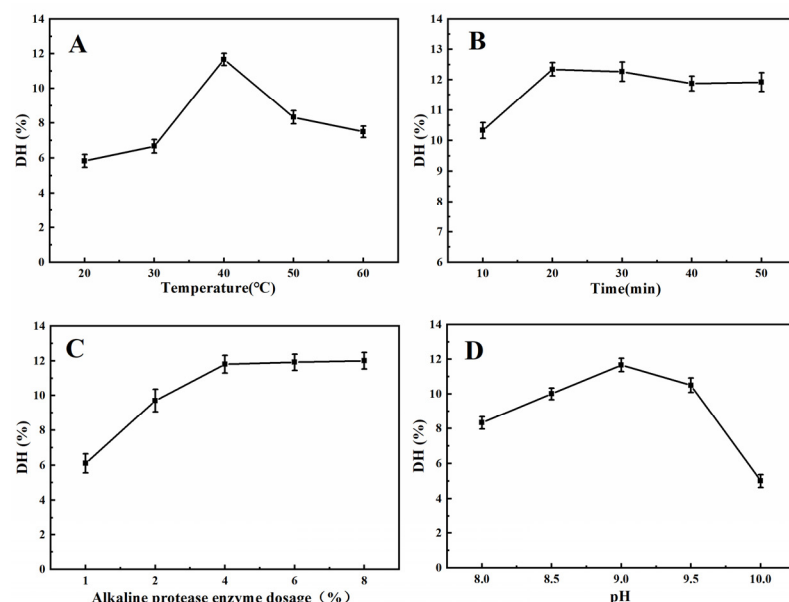 A
DH (%)
14
12
10
8
6
4
2
0
20 30 40 50 60
Temperature(℃)
B
DH (%)
14
13
12
11
10
9
8
7
6
10 20 30 40 50
Time(min)
C
DH (%)
14
12
10
8
6
4
2
0
1 2 4 6 8
Alkaline protease enzyme dosage（%）
D
DH (%)
14
12
10
8
6
4
2
0
8.0 8.5 9.0 9.5 10.0
pH